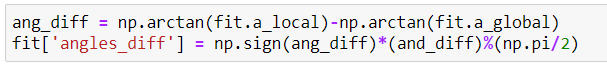 ang_diff = np.arctan(fit.a_local)-np.arctan(fit.a_global)
fit['angles_diff'] = np.sign(ang_diff)*(and_diff)%(np.pi/2)